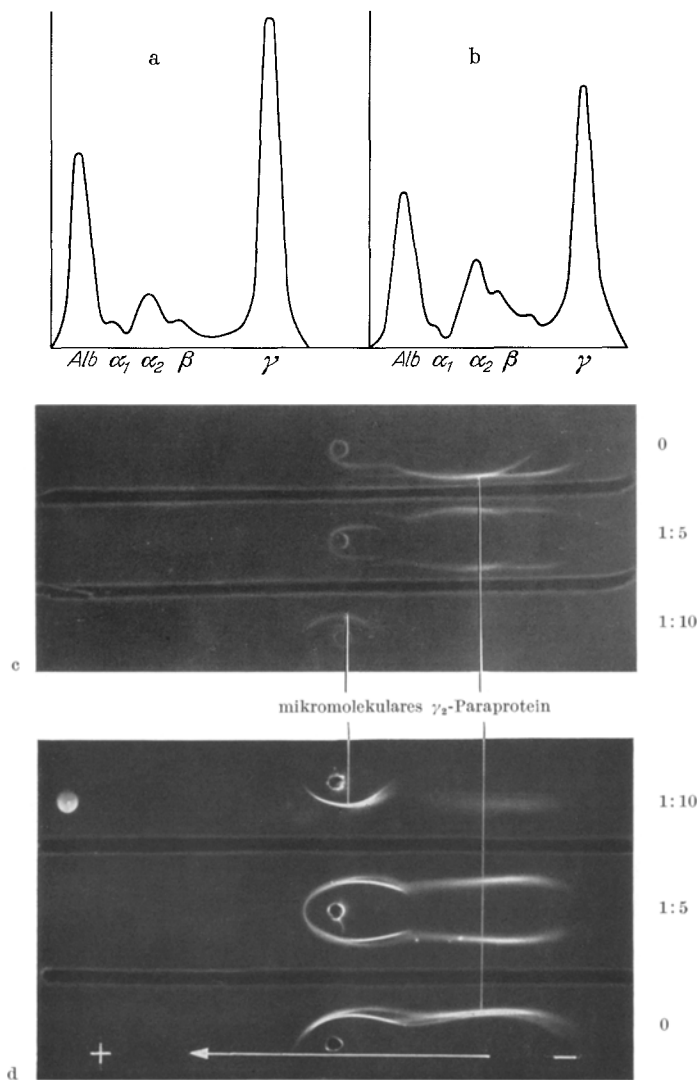 a
b
Alb α₁ α₂ β γ
Alb α₁ α₂ β γ
0
1:5
1:10
c
mikromolekulares γ₂-Paraprotein
1:10
1:5
0
+ −
d